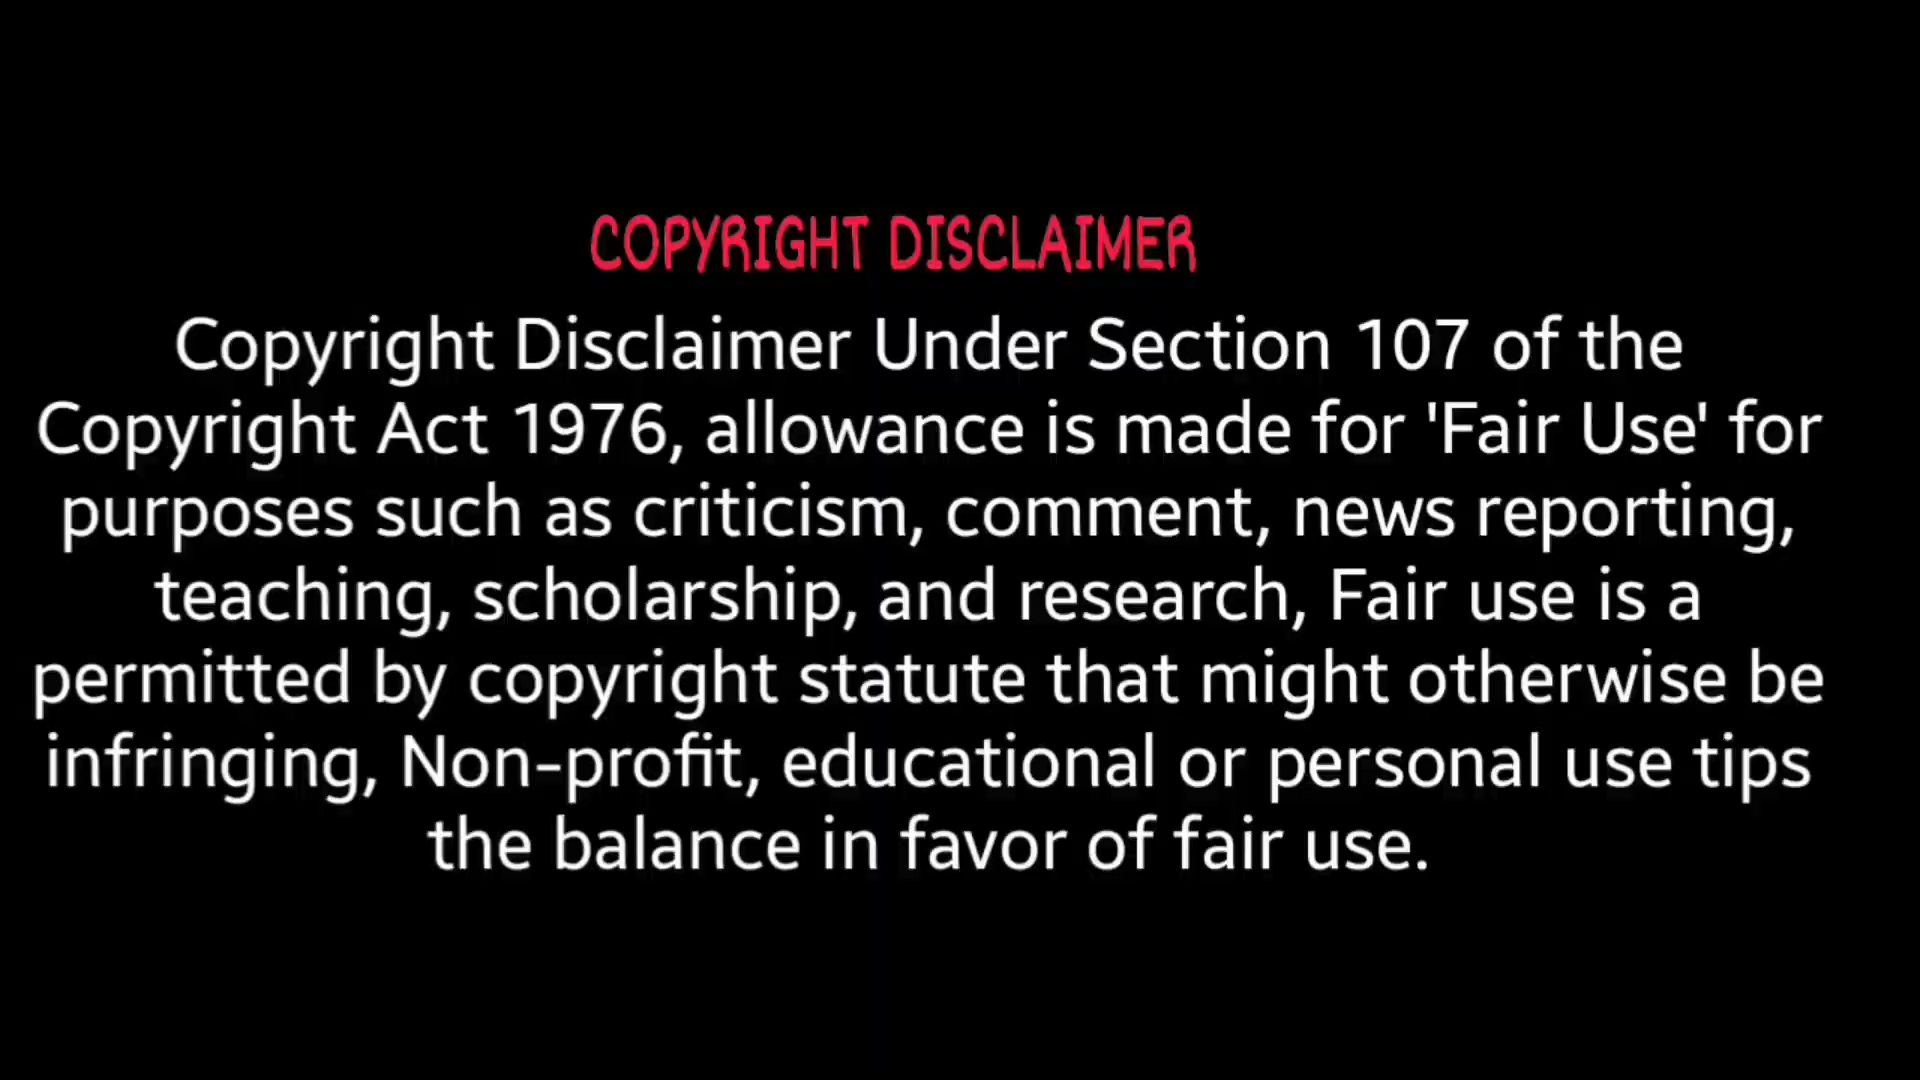 COPYRIGHT DISCLAIMER
Copyright Disclaimer Under Section 107 of the
Copyright Act 1976, allowance is made for 'Fair Use' for
purposes such as criticism, comment, news reporting,
teaching, scholarship, and research, Fair use is a
permitted by copyright statute that might otherwise be
infringing, Non-profit, educational or personal use tips
the balance in favor of fair use.